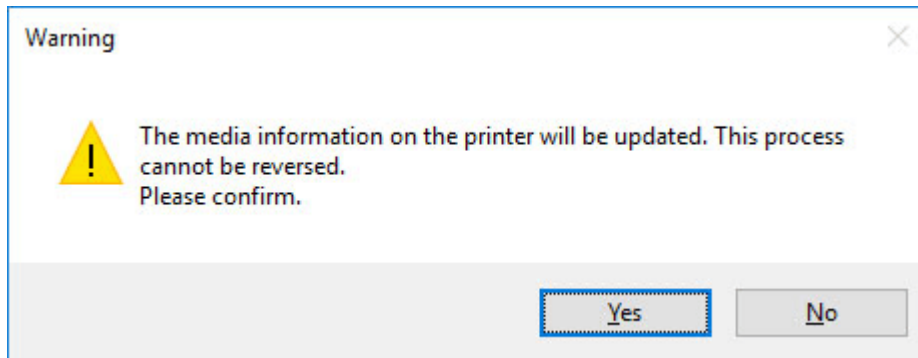 Warning
The media information on the printer will be updated. This process
cannot be reversed.
Please confirm.
Yes
No